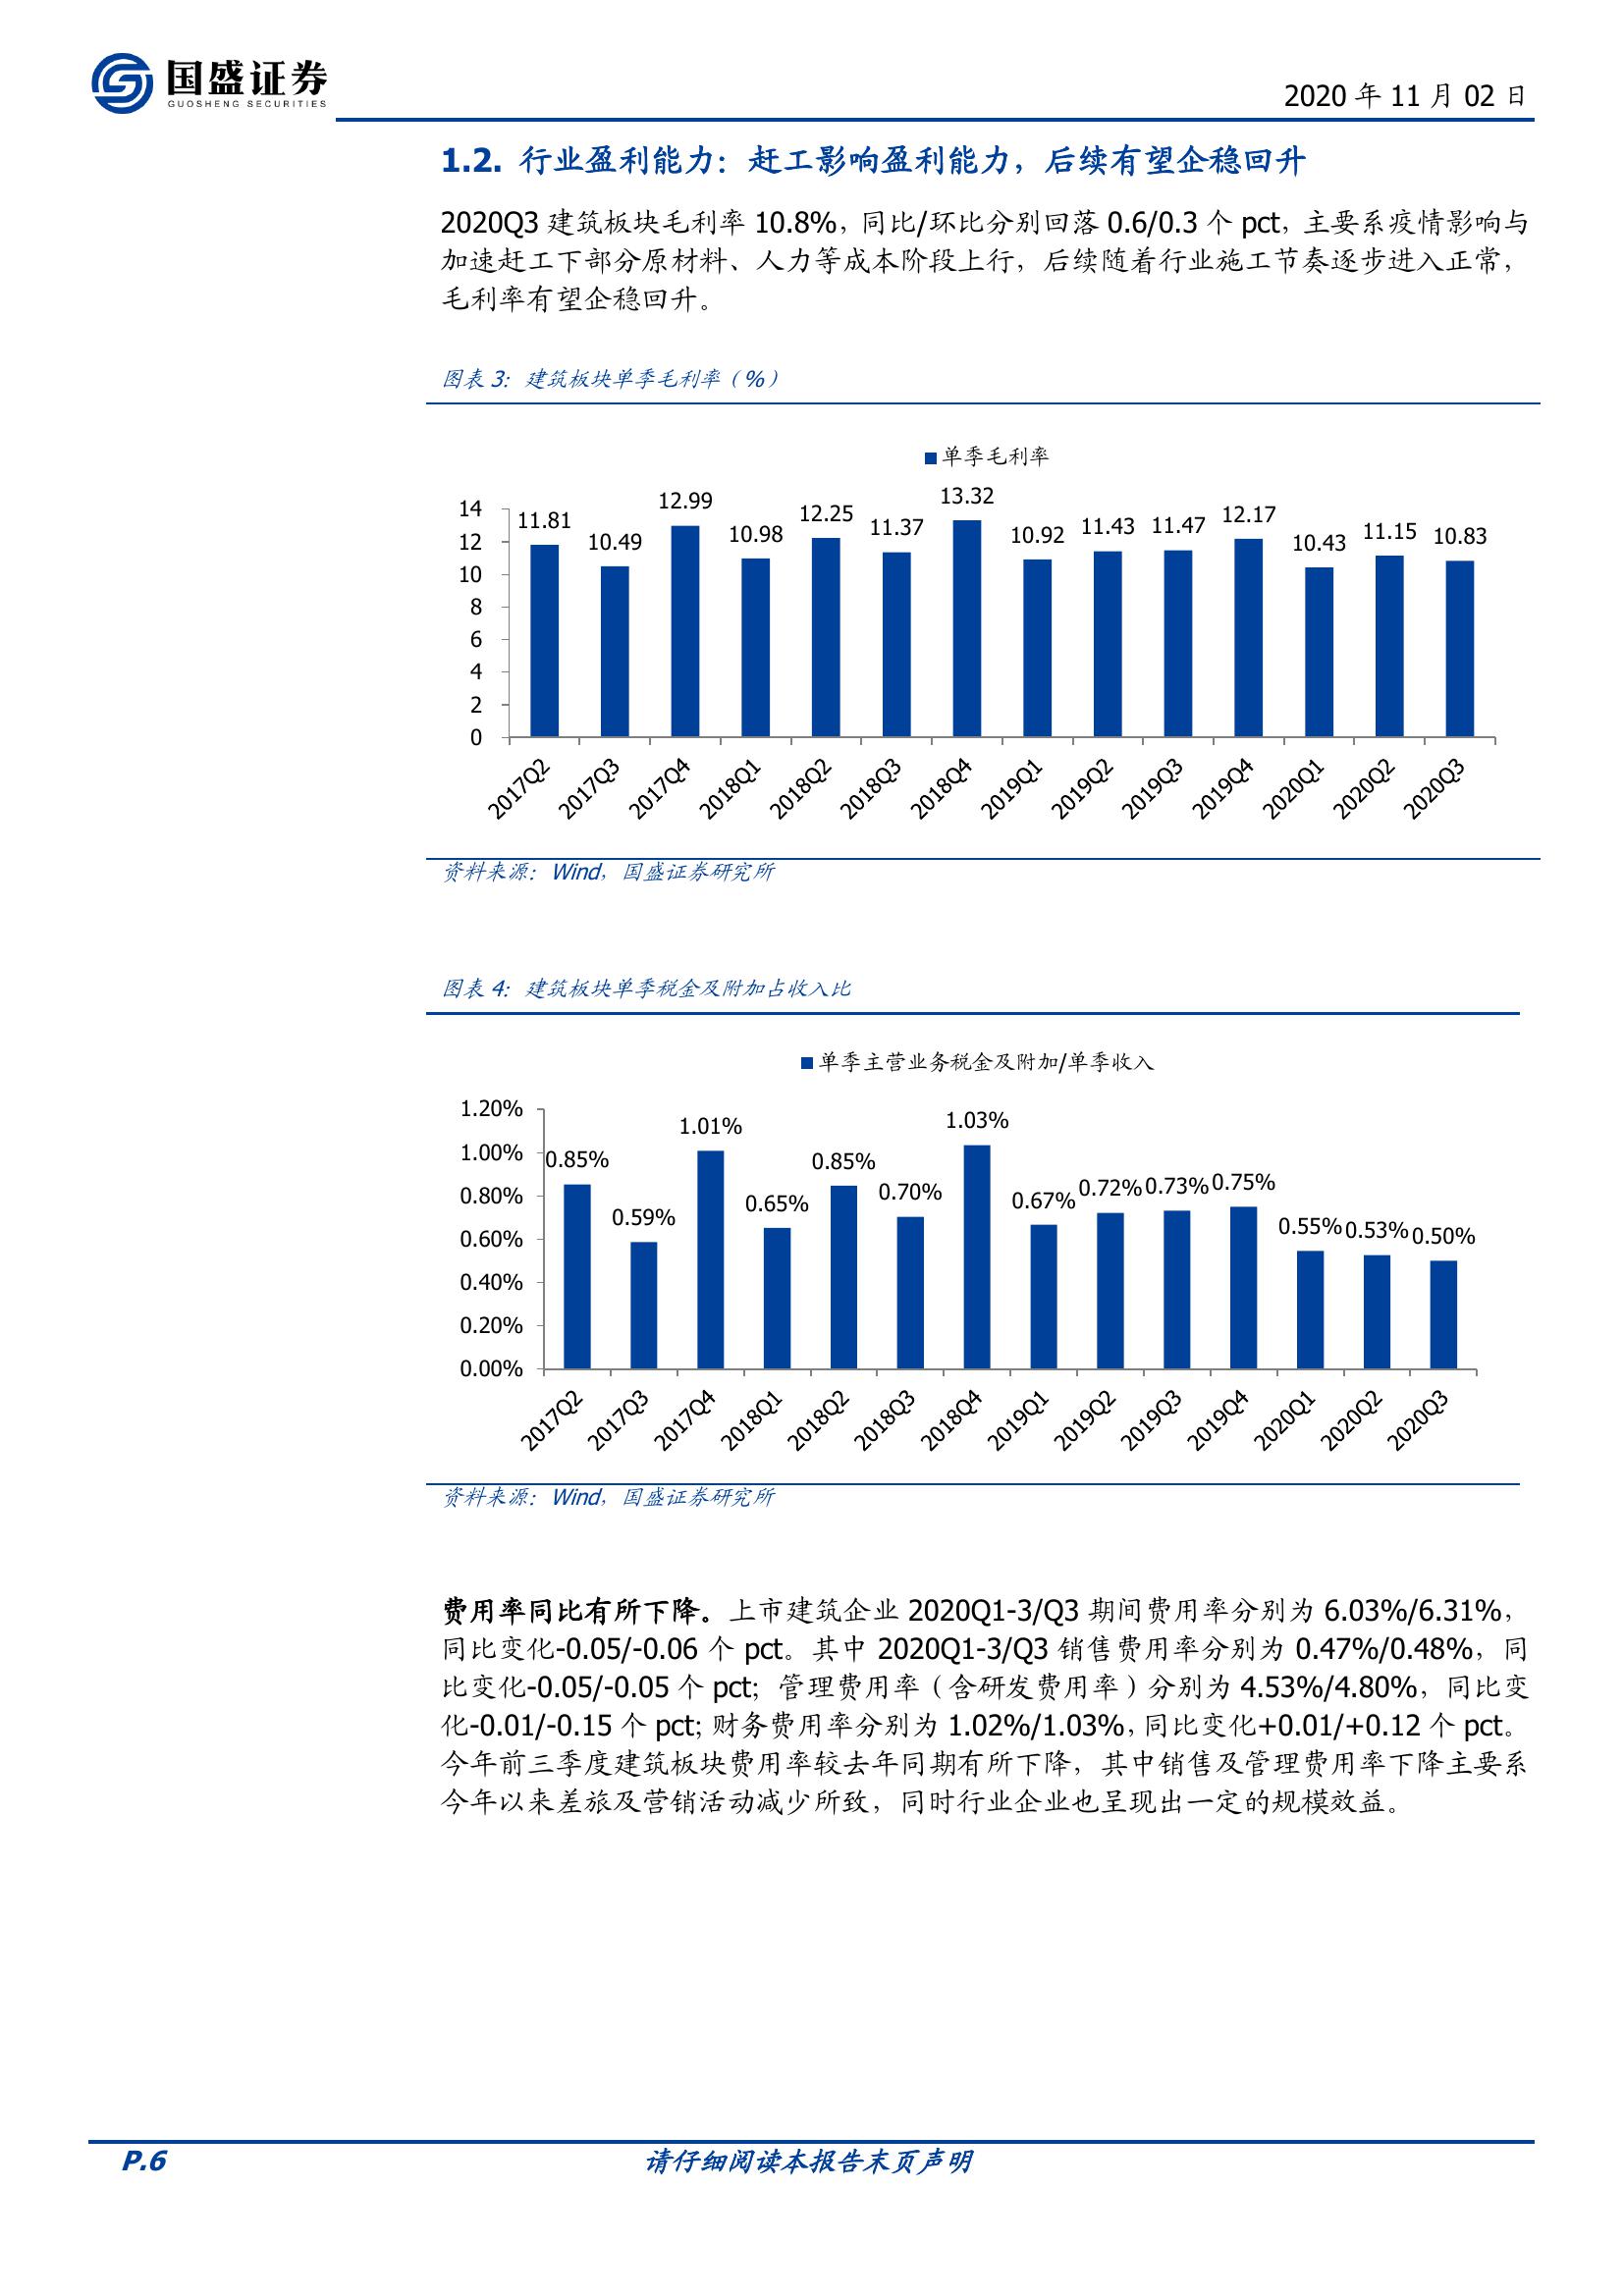 国盛证券
GUOSHENG SECURITIES
2020 年 11 月 02 日
1.2. 行业盈利能力：赶工影响盈利能力，后续有望企稳回升
2020Q3 建筑板块毛利率 10.8%，同比/环比分别回落 0.6/0.3 个 pct，主要系疫情影响与
加速赶工下部分原材料、人力等成本阶段上行，后续随着行业施工节奏逐步进入正常，
毛利率有望企稳回升。
图表 3：建筑板块单季毛利率（%）
单季毛利率
14
12
10
8
6
4
2
0
11.81
10.49
12.99
10.98
12.25
11.37
13.32
10.92
11.43
11.47
12.17
10.43
11.15
10.83
2017Q2
2017Q3
2017Q4
2018Q1
2018Q2
2018Q3
2018Q4
2019Q1
2019Q2
2019Q3
2019Q4
2020Q1
2020Q2
2020Q3
资料来源：Wind，国盛证券研究所
图表 4：建筑板块单季税金及附加占收入比
单季主营业务税金及附加/单季收入
1.20%
1.00%
0.80%
0.60%
0.40%
0.20%
0.00%
0.85%
0.59%
1.01%
0.65%
0.85%
0.70%
1.03%
0.67%
0.72%
0.73%
0.75%
0.55%
0.53%
0.50%
2017Q2
2017Q3
2017Q4
2018Q1
2018Q2
2018Q3
2018Q4
2019Q1
2019Q2
2019Q3
2019Q4
2020Q1
2020Q2
2020Q3
资料来源：Wind，国盛证券研究所
费用率同比有所下降。上市建筑企业 2020Q1-3/Q3 期间费用率分别为 6.03%/6.31%，
同比变化-0.05/-0.06 个 pct。其中 2020Q1-3/Q3 销售费用率分别为 0.47%/0.48%，同
比变化-0.05/-0.05 个 pct；管理费用率（含研发费用率）分别为 4.53%/4.80%，同比变
化-0.01/-0.15 个 pct；财务费用率分别为 1.02%/1.03%，同比变化+0.01/+0.12 个 pct。
今年前三季度建筑板块费用率较去年同期有所下降，其中销售及管理费用率下降主要系
今年以来差旅及营销活动减少所致，同时行业企业也呈现出一定的规模效益。
P.6
请仔细阅读本报告末页声明